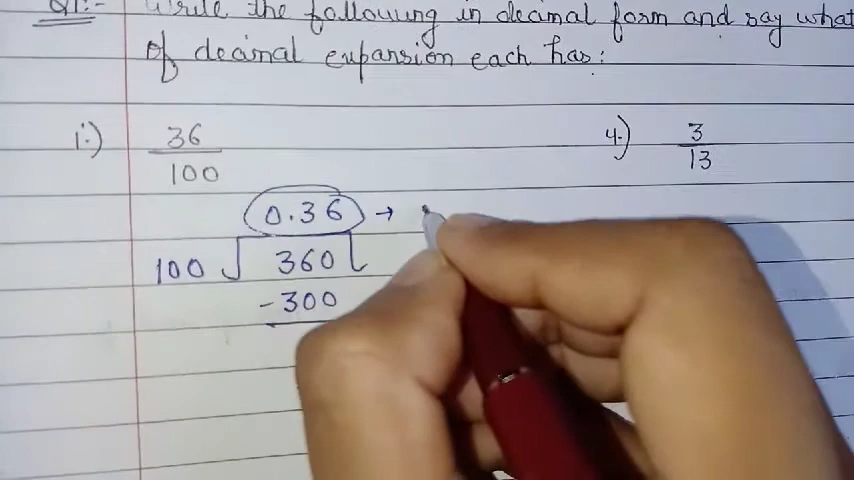 Q1:- Write the following in decimal form and say what
of decimal expansion each has:
i.) 36/100 4.) 3/13
0.36 →
100 √ 360
-300